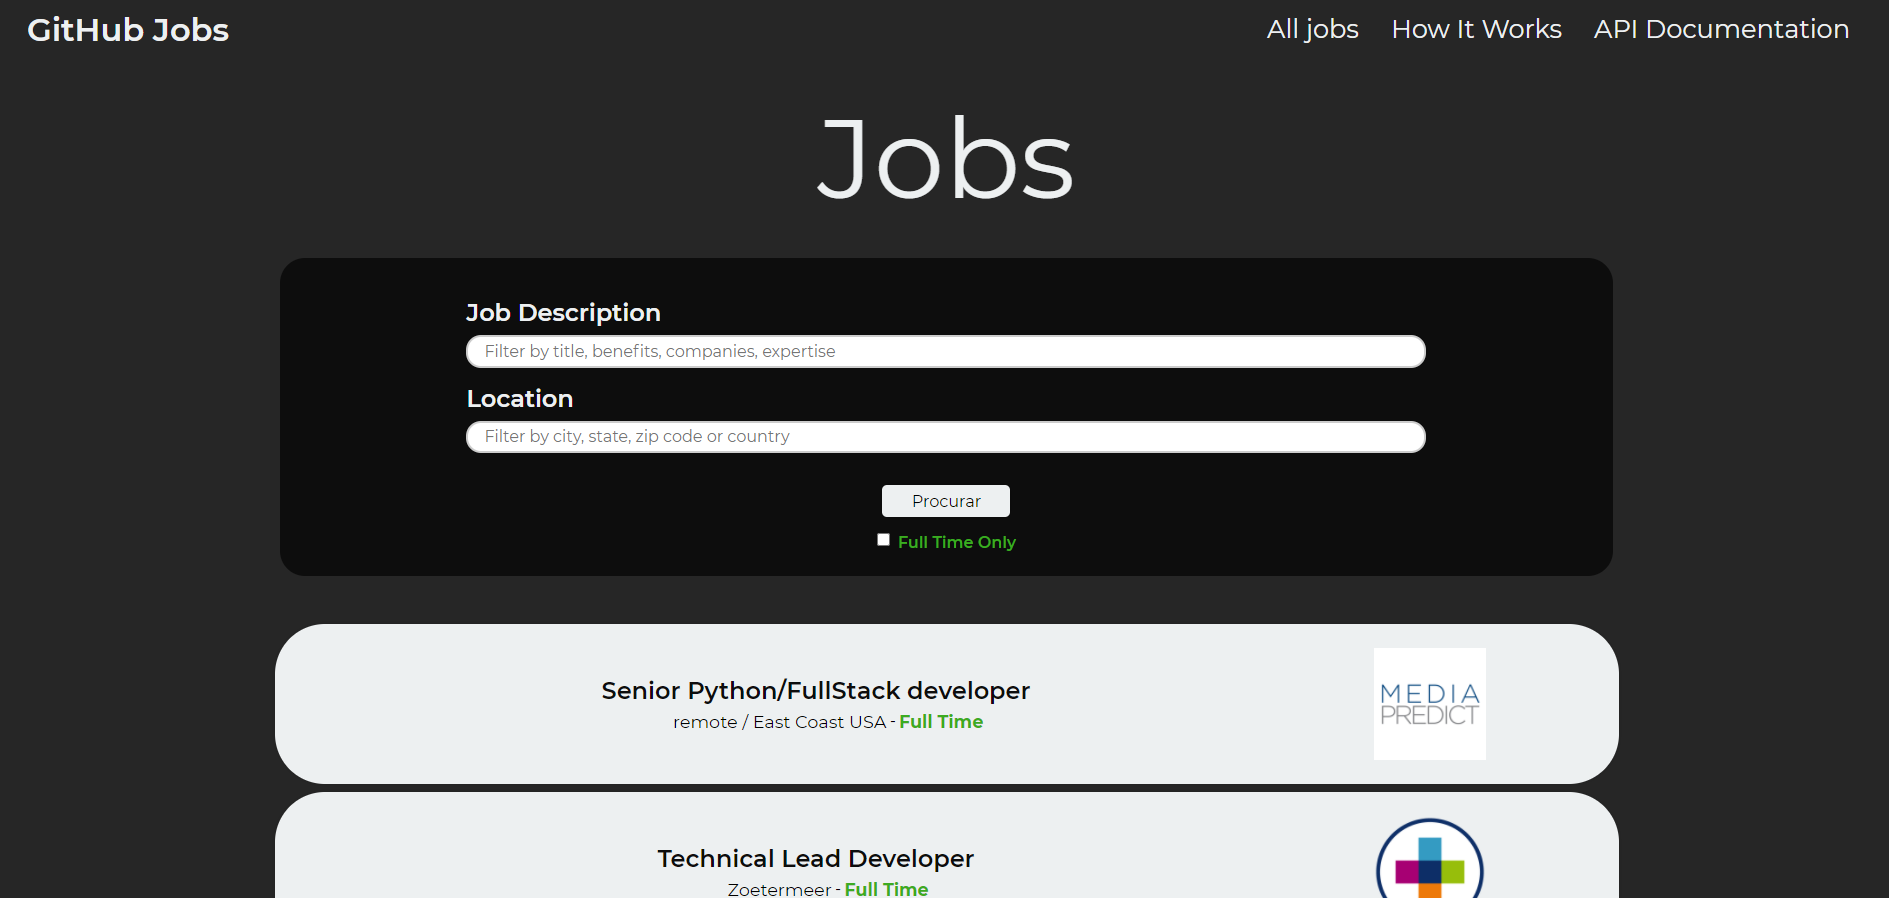 GitHub Jobs
All jobs
How It Works
API Documentation
Jobs
Job Description
Filter by title, benefits, companies, expertise
Location
Filter by city, state, zip code or country
Procurar
Full Time Only
Senior Python/FullStack developer
remote / East Coast USA - Full Time
MEDIA
PREDICT
Technical Lead Developer
Zoetermeer - Full Time